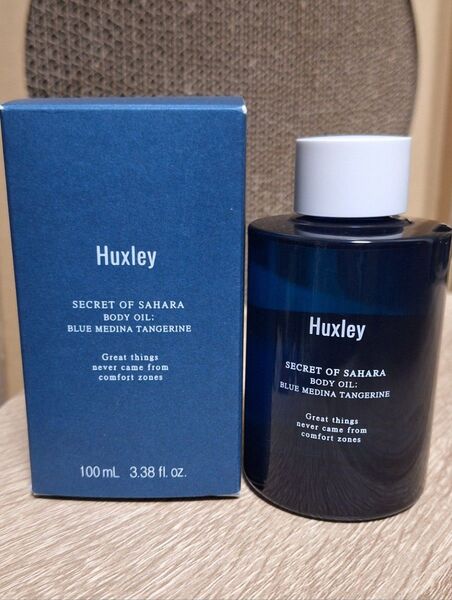 Huxley
SECRET OF SAHARA
BODY OIL;
BLUE MEDINA TANGERINE
Great things
never came from
comfort zones
100 mL 3.38 fl. oz.
Huxley
SECRET OF SAHARA
BODY OIL;
BLUE MEDINA TANGERINE
Great things
never came from
comfort zones